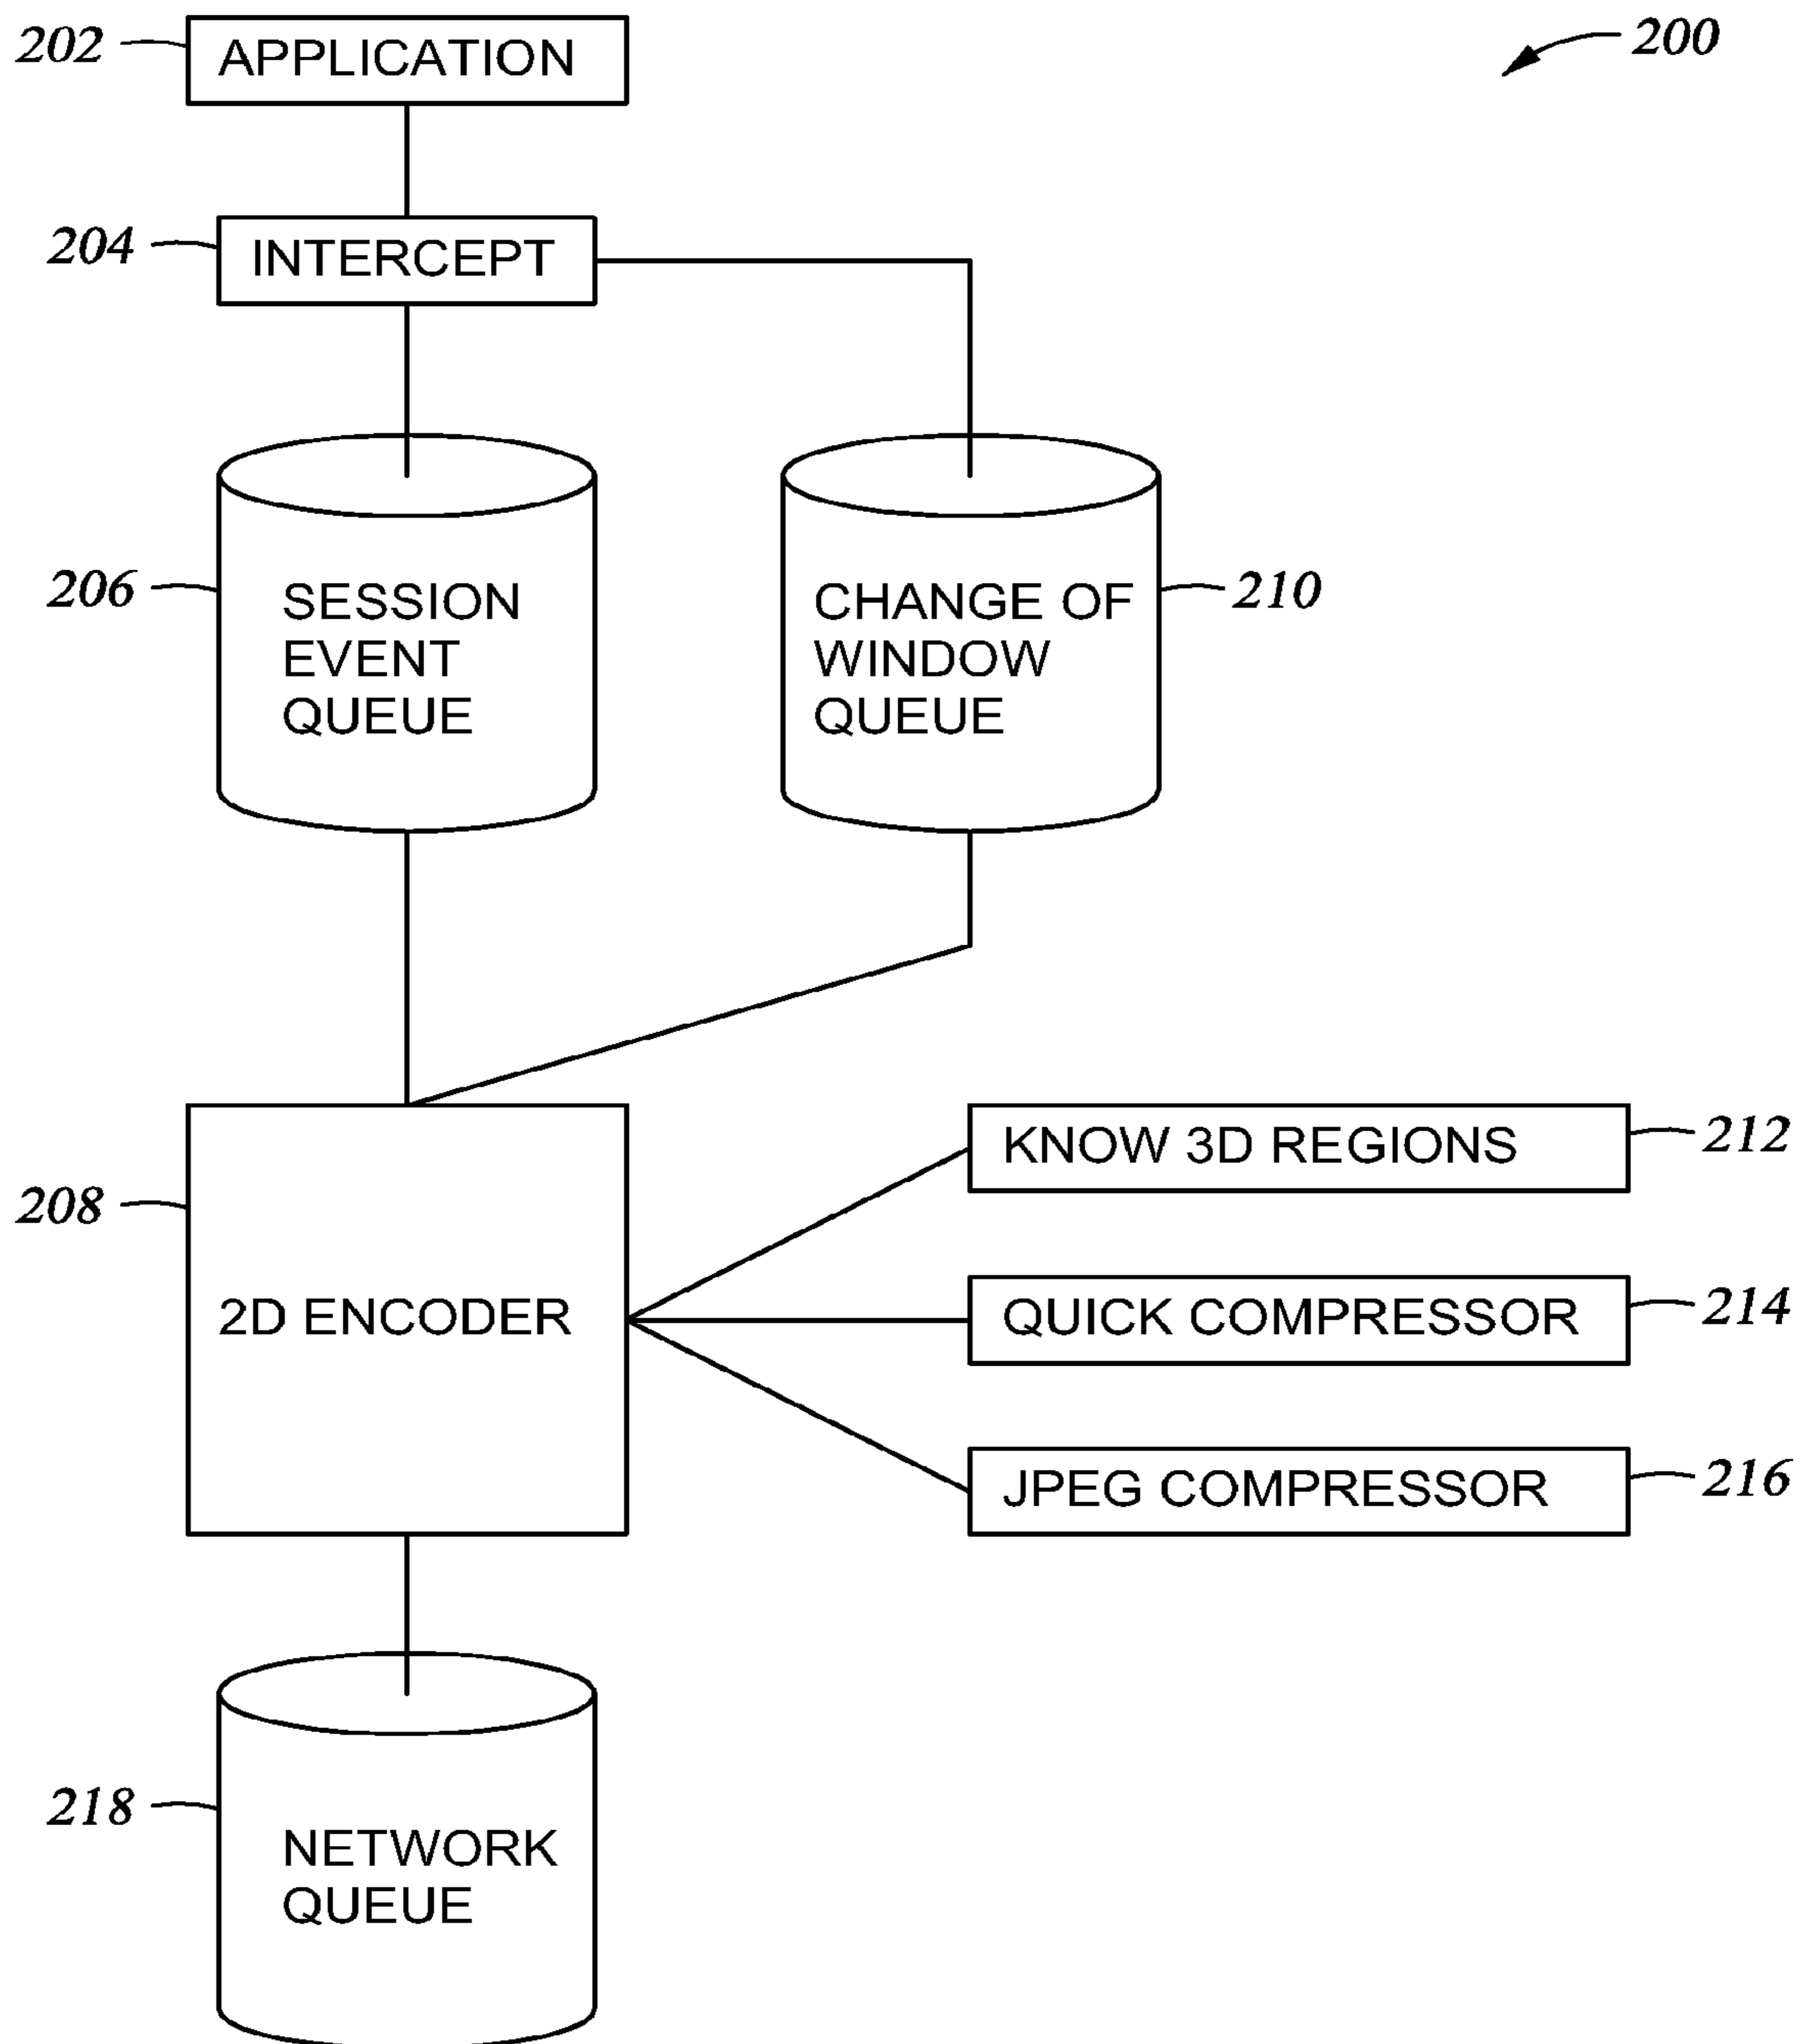 202
APPLICATION
200
204
INTERCEPT
206
SESSION
EVENT
QUEUE
CHANGE OF
WINDOW
QUEUE
210
208
2D ENCODER
KNOW 3D REGIONS
212
QUICK COMPRESSOR
214
JPEG COMPRESSOR
216
218
NETWORK
QUEUE